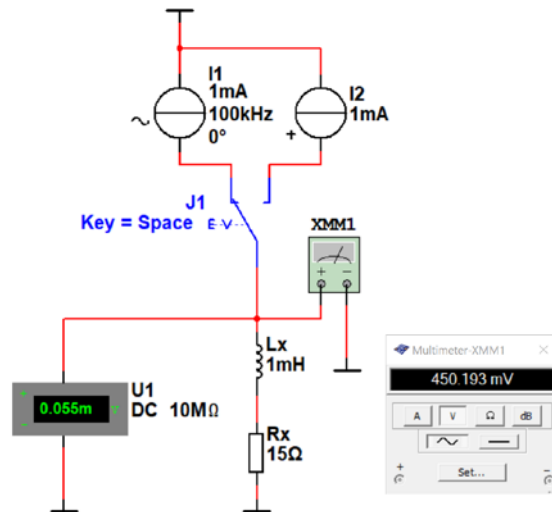 I1
1mA
100kHz
0°
I2
1mA
+
J1
Key = Space
E-V
XMM1
+ -
Lx
1mH
U1
DC 10MΩ
+
0.055m
V
-
Rx
15Ω
Multimeter-XMM1
450.193 mV
A V Ω dB
+
Set...
-